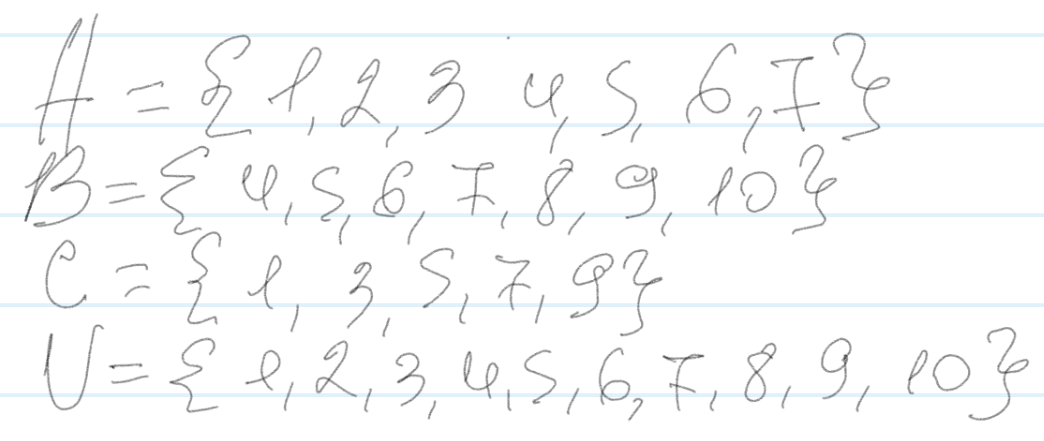 A = {1, 2, 3 4, 5, 6, 7}
B = {4, 5, 6, 7, 8, 9, 10}
C = {1, 3, 5, 7, 9}
U = {1, 2, 3, 4, 5, 6, 7, 8, 9, 10}